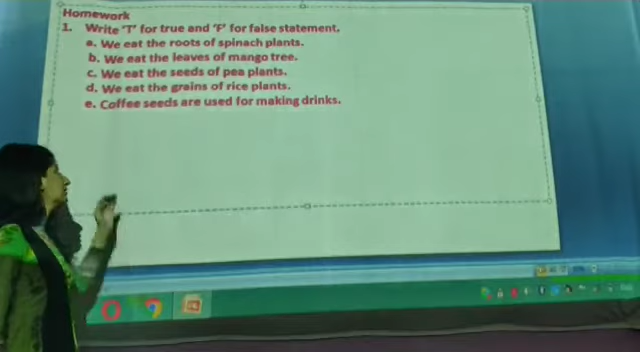 Homework
1. Write 'T' for true and 'F' for false statement.
a. We eat the roots of spinach plants.
b. We eat the leaves of mango tree.
c. We eat the seeds of pea plants.
d. We eat the grains of rice plants.
e. Coffee seeds are used for making drinks.